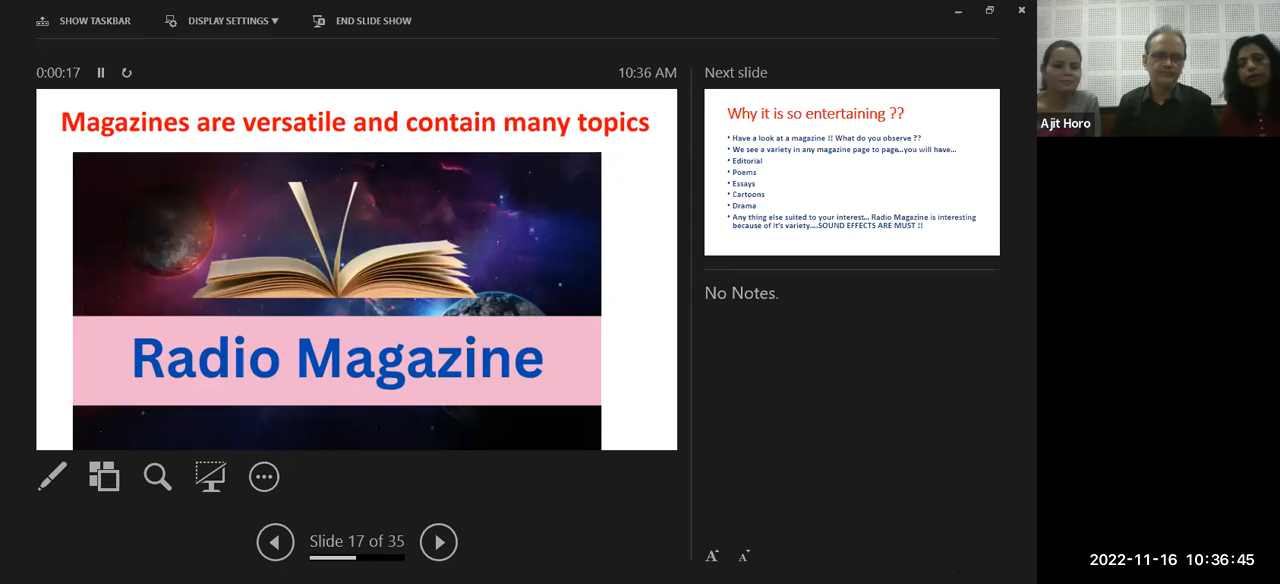 SHOW TASKBAR
DISPLAY SETTINGS ▼
END SLIDE SHOW
0:00:17
10:36 AM
Magazines are versatile and contain many topics
Radio Magazine
Slide 17 of 35
Next slide
Why it is so entertaining ??
• Have a look at a magazine !! What do you observe ??
• We see a variety in any magazine page to page...you will have...
• Editorial
• Poems
• Essays
• Cartoons
• Drama
• Any thing else suited to your interest... Radio Magazine is interesting
because of it's variety....SOUND EFFECTS ARE MUST !!
No Notes.
A A
Ajit Horo
2022-11-16 10:36:45